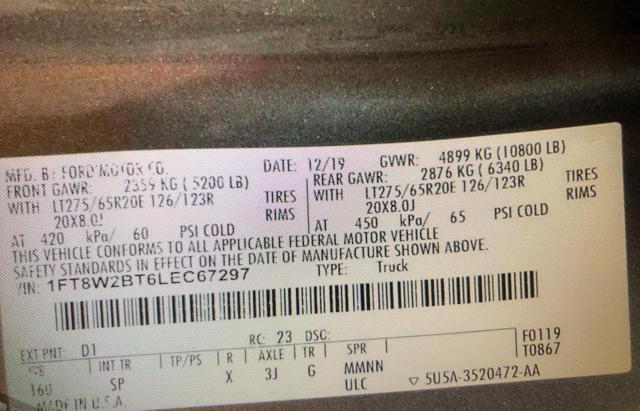 MFD. BY FORD MOTOR CO. DATE: 12/19 GVWR: 4899 KG (10800 LB)
FRONT GAWR: 2359 KG ( 5200 LB) REAR GAWR: 2876 KG ( 6340 LB)
WITH LT275/65R20E 126/123R TIRES WITH LT275/65R20E 126/123R TIRES
20X8.0J RIMS 20X8.0J RIMS
AT 420 kPa/ 60 PSI COLD AT 450 kPa/ 65 PSI COLD
THIS VEHICLE CONFORMS TO ALL APPLICABLE FEDERAL MOTOR VEHICLE
SAFETY STANDARDS IN EFFECT ON THE DATE OF MANUFACTURE SHOWN ABOVE.
VIN: 1FT8W2BT6LEC67297 TYPE: Truck
EXT PNT: D1 RC: 23 DSC: F0119
WB INT TR TP/PS R AXLE TR SPR T0867
160 SP X 3J G MMNN
ULC ▽ 5U5A-3520472-AA
MADE IN U.S.A.